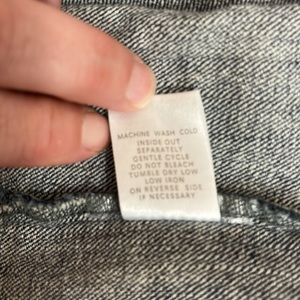 MACHINE WASH COLD
INSIDE OUT
SEPARATELY
GENTLE CYCLE
DO NOT BLEACH
TUMBLE DRY LOW
LOW IRON
ON REVERSE SIDE
IF NECESSARY